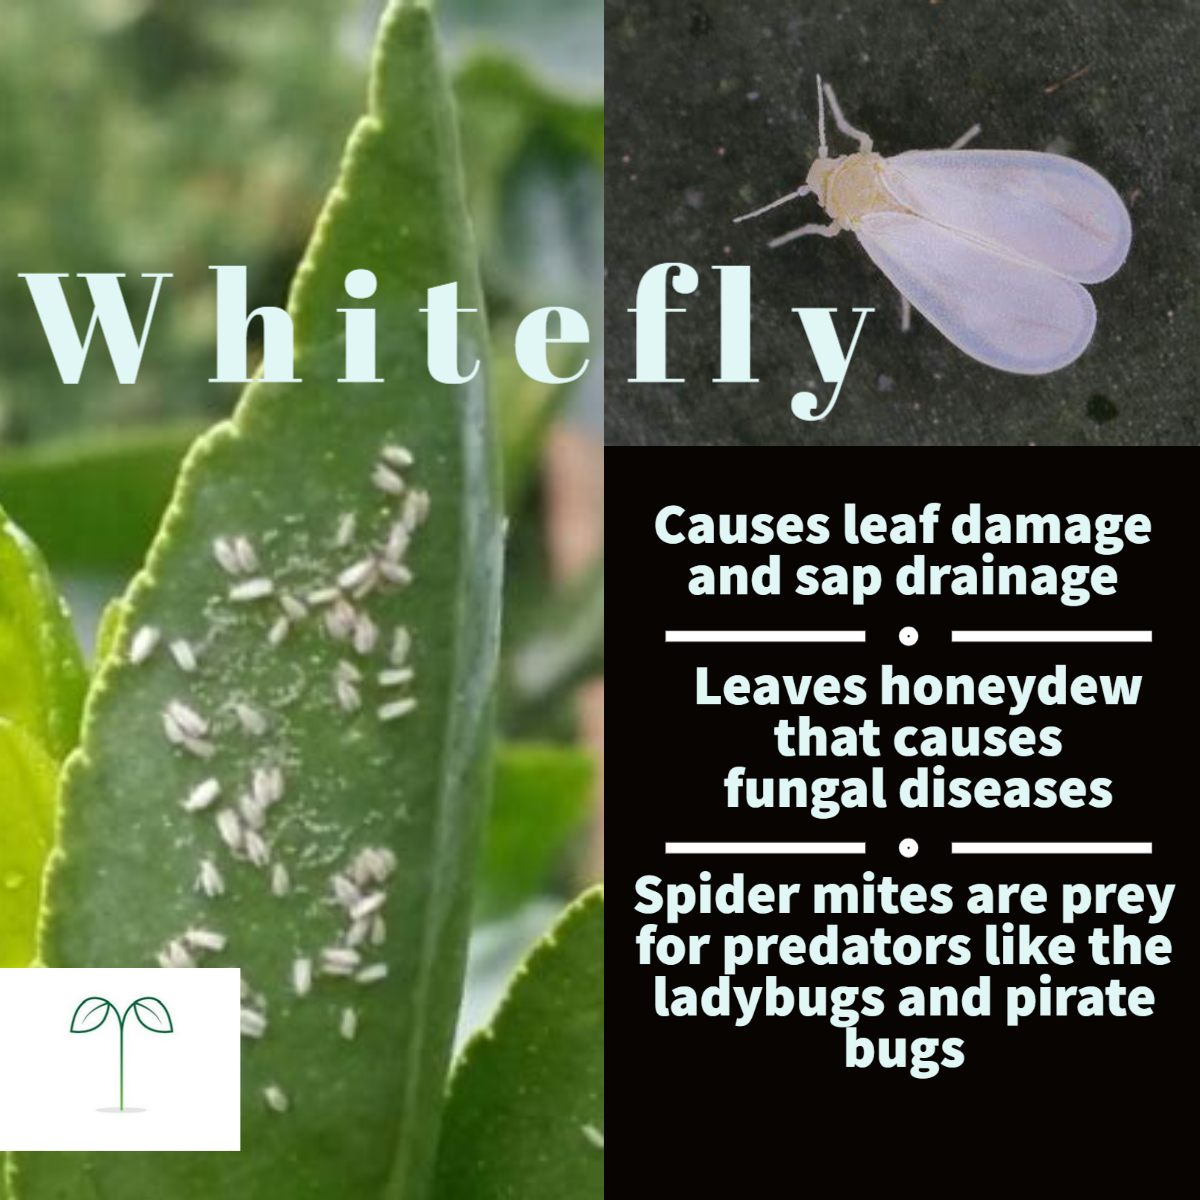 Whitefly
Causes leaf damage
and sap drainage
Leaves honeydew
that causes
fungal diseases
Spider mites are prey
for predators like the
ladybugs and pirate
bugs